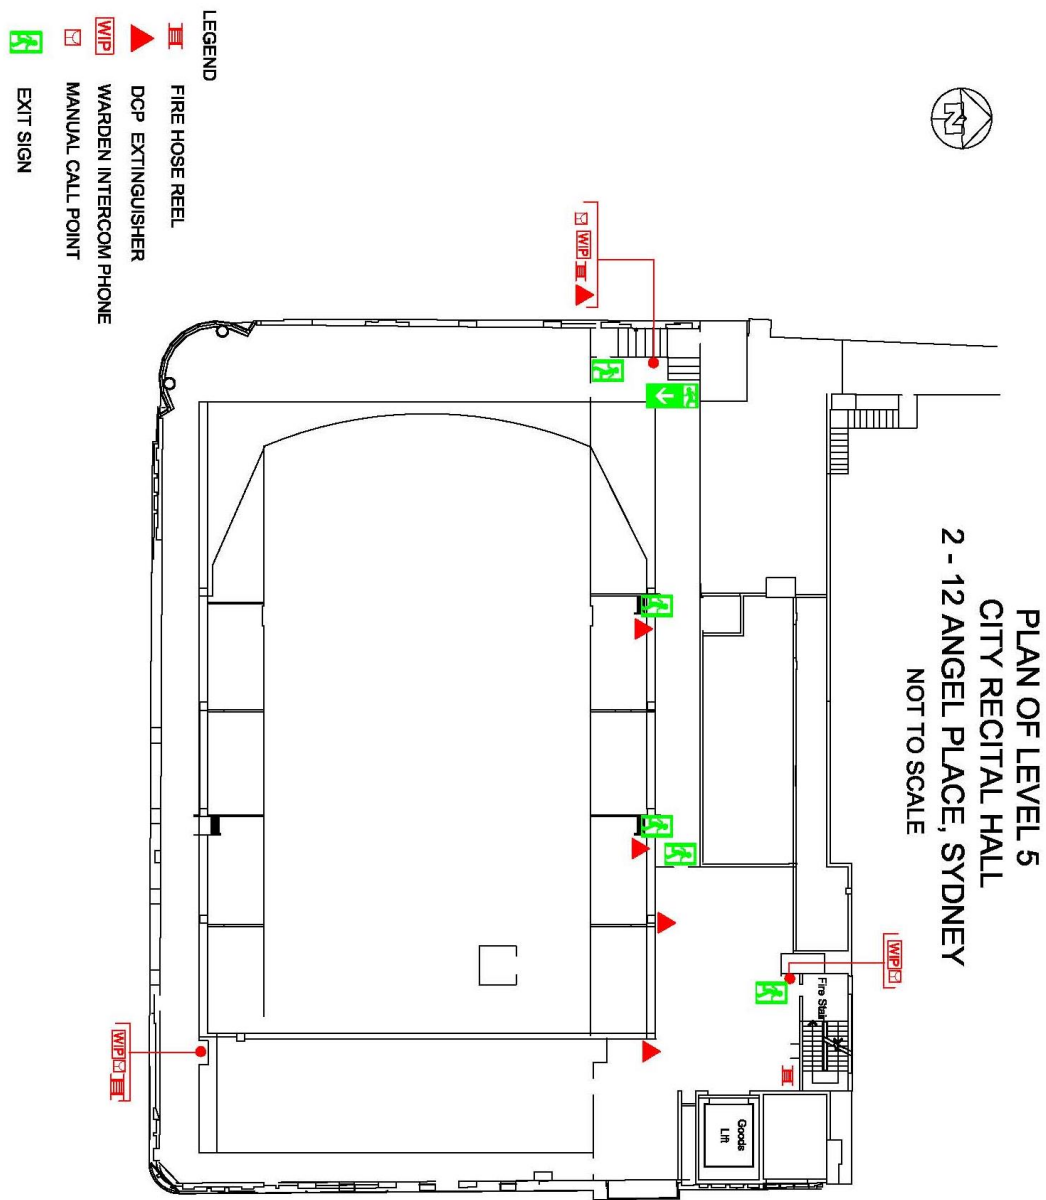 PLAN OF LEVEL 5
CITY RECITAL HALL
2 - 12 ANGEL PLACE, SYDNEY
NOT TO SCALE
N
LEGEND
FIRE HOSE REEL
DCP EXTINGUISHER
WIP WARDEN INTERCOM PHONE
MANUAL CALL POINT
EXIT SIGN
WIP
WIP
Fire Stair
WIP
Goods
Lift